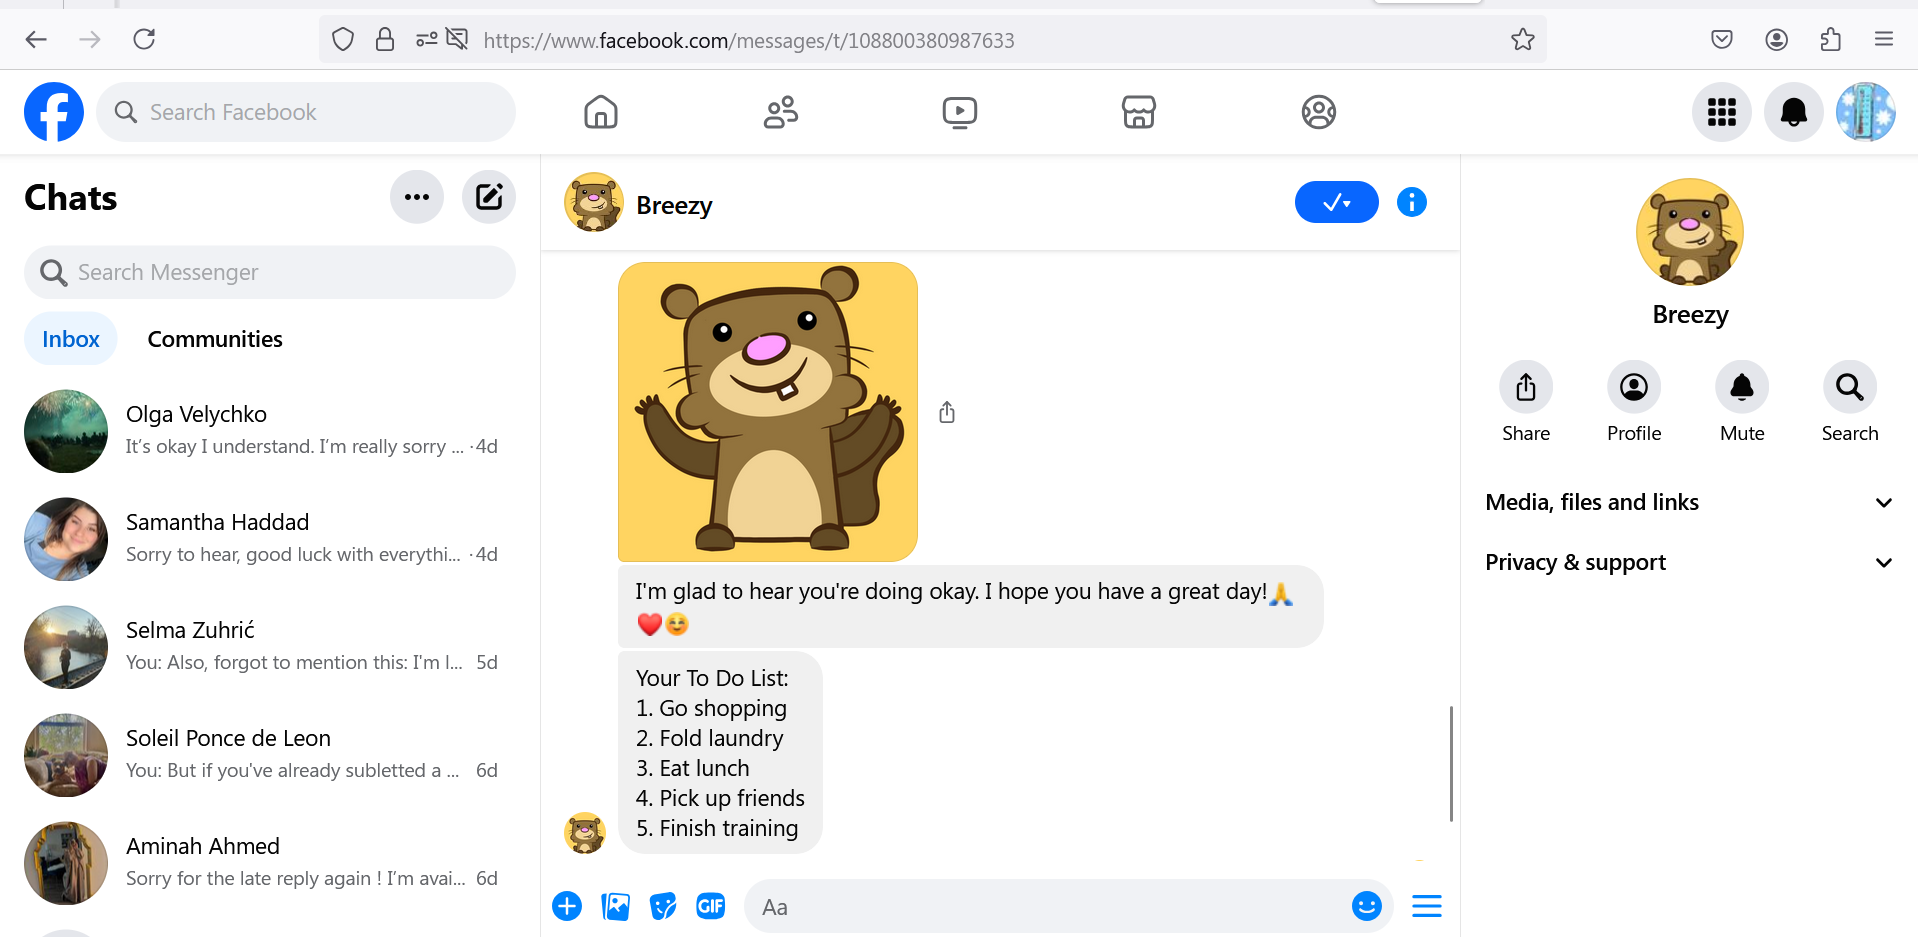 https://www.facebook.com/messages/t/108800380987633
Search Facebook
Chats
Search Messenger
Inbox
Communities
Olga Velychko
It’s okay I understand. I’m really sorry ... · 4d
Samantha Haddad
Sorry to hear, good luck with everythi... · 4d
Selma Zuhrić
You: Also, forgot to mention this: I'm l... 5d
Soleil Ponce de Leon
You: But if you've already subletted a ... 6d
Aminah Ahmed
Sorry for the late reply again ! I’m avai... 6d
Breezy
I'm glad to hear you're doing okay. I hope you have a great day!🙏
❤️☺️
Your To Do List:
1. Go shopping
2. Fold laundry
3. Eat lunch
4. Pick up friends
5. Finish training
GIF
Aa
Breezy
Share
Profile
Mute
Search
Media, files and links
Privacy & support